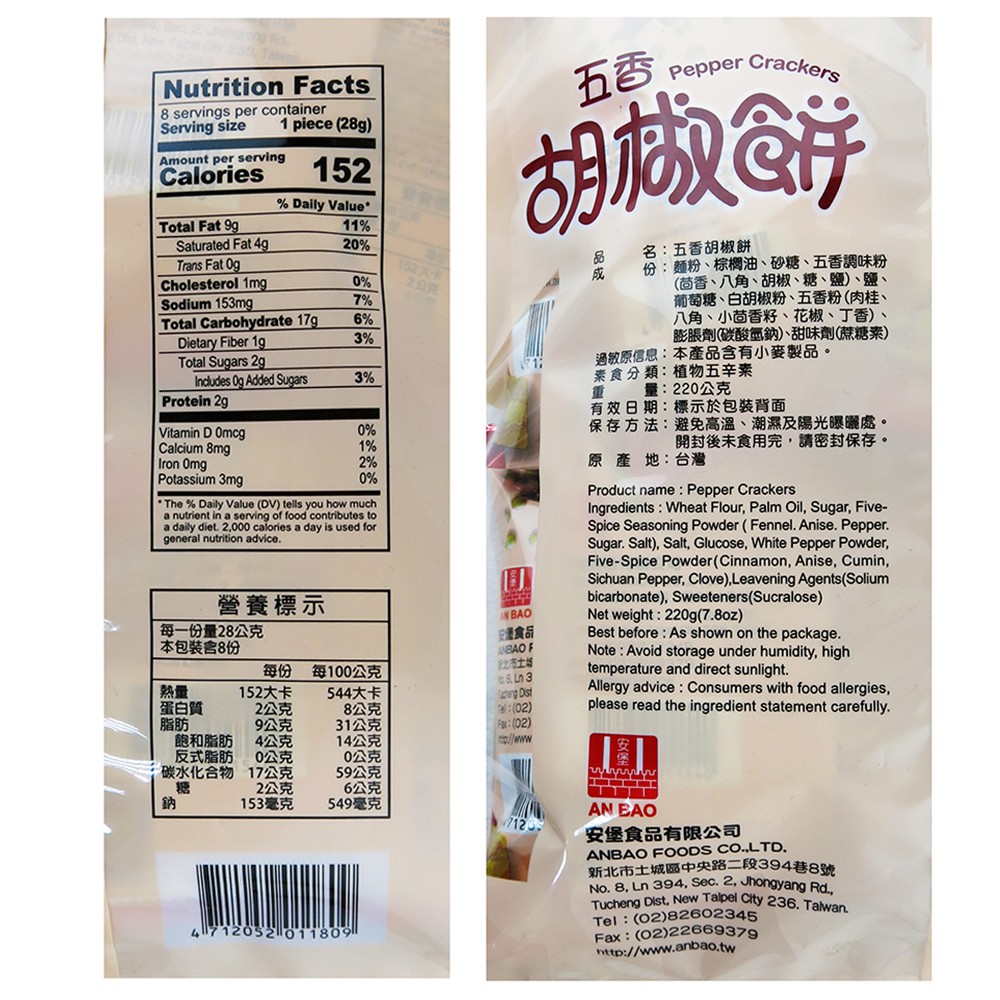 Nutrition Facts
8 servings per container
Serving size 1 piece (28g)
Amount per serving
Calories 152
% Daily Value*
Total Fat 9g 11%
Saturated Fat 4g 20%
Trans Fat 0g
Cholesterol 1mg 0%
Sodium 153mg 7%
Total Carbohydrate 17g 6%
Dietary Fiber 1g 3%
Total Sugars 2g
Includes 0g Added Sugars 3%
Protein 2g
Vitamin D 0mcg 0%
Calcium 8mg 1%
Iron 0mg 2%
Potassium 3mg 0%
* The % Daily Value (DV) tells you how much
a nutrient in a serving of food contributes to
a daily diet. 2,000 calories a day is used for
general nutrition advice.
營養標示
每一份量28公克
本包裝含8份
每份 每100公克
熱量 152大卡 544大卡
蛋白質 2公克 8公克
脂肪 9公克 31公克
飽和脂肪 4公克 14公克
反式脂肪 0公克 0公克
碳水化合物 17公克 59公克
糖 2公克 6公克
鈉 153毫克 549毫克
4 712052 011809
五香 Pepper Crackers
胡椒餅
品名：五香胡椒餅
成份：麵粉、棕櫚油、砂糖、五香調味粉
(茴香、八角、胡椒、糖、鹽)、鹽、
葡萄糖、白胡椒粉、五香粉(肉桂、
八角、小茴香籽、花椒、丁香)、
膨脹劑(碳酸氫鈉)、甜味劑(蔗糖素)
過敏原信息：本產品含有小麥製品。
素食分類：植物五辛素
重量：220公克
有效日期：標示於包裝背面
保存方法：避免高溫、潮濕及陽光曝曬處。
開封後未食用完，請密封保存。
原產地：台灣
Product name : Pepper Crackers
Ingredients : Wheat Flour, Palm Oil, Sugar, Five-
Spice Seasoning Powder ( Fennel. Anise. Pepper.
Sugar. Salt), Salt, Glucose, White Pepper Powder,
Five-Spice Powder(Cinnamon, Anise, Cumin,
Sichuan Pepper, Clove),Leavening Agents(Solium
bicarbonate), Sweeteners(Sucralose)
Net weight : 220g(7.8oz)
Best before : As shown on the package.
Note : Avoid storage under humidity, high
temperature and direct sunlight.
Allergy advice : Consumers with food allergies,
please read the ingredient statement carefully.
安堡
AN BAO
安堡食品有限公司
ANBAO FOODS CO.,LTD.
新北市土城區中央路二段394巷8號
No. 8, Ln 394, Sec. 2, Jhongyang Rd.,
Tucheng Dist, New Taipei City 236. Taiwan.
Tel : (02)82602345
Fax : (02)22669379
http://www.anbao.tw